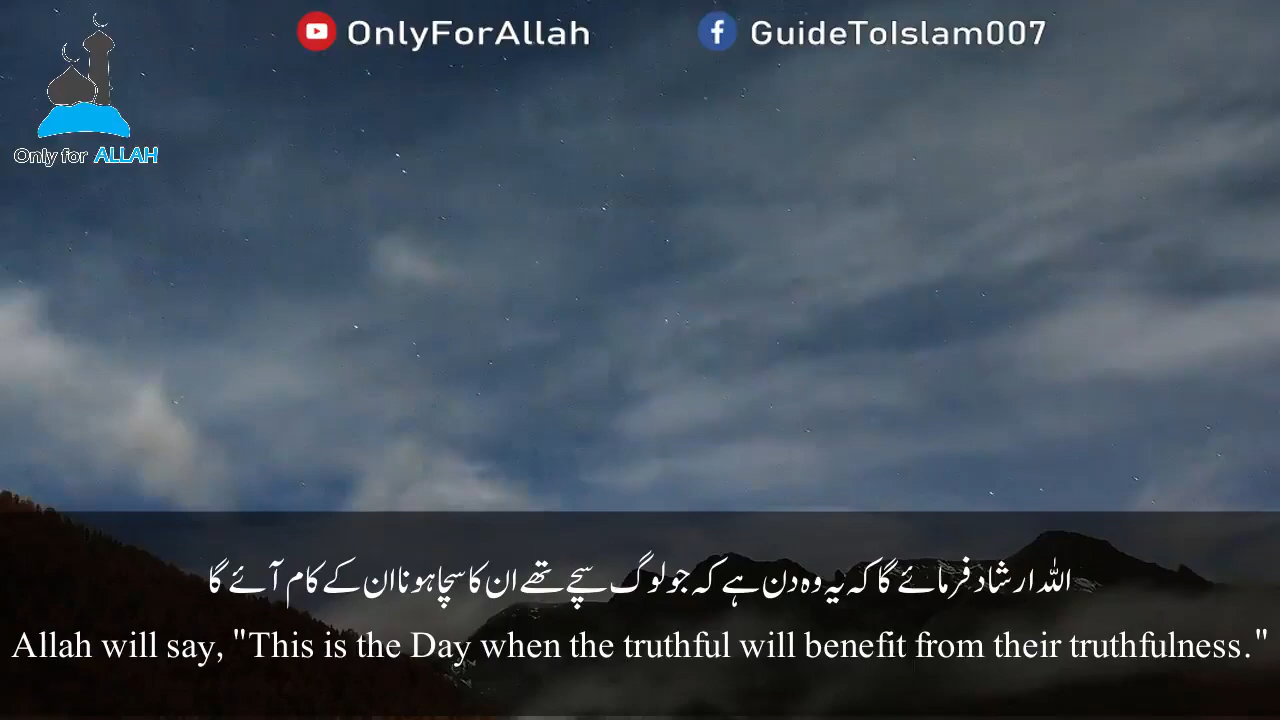 OnlyForAllah
GuideToIslam007
Only for ALLAH
اللہ ارشاد فرمائے گا کہ یہ وہ دن ہے کہ جو لوگ سچے تھے ان کا سچا ہونا ان کے کام آئے گا
Allah will say, "This is the Day when the truthful will benefit from their truthfulness."